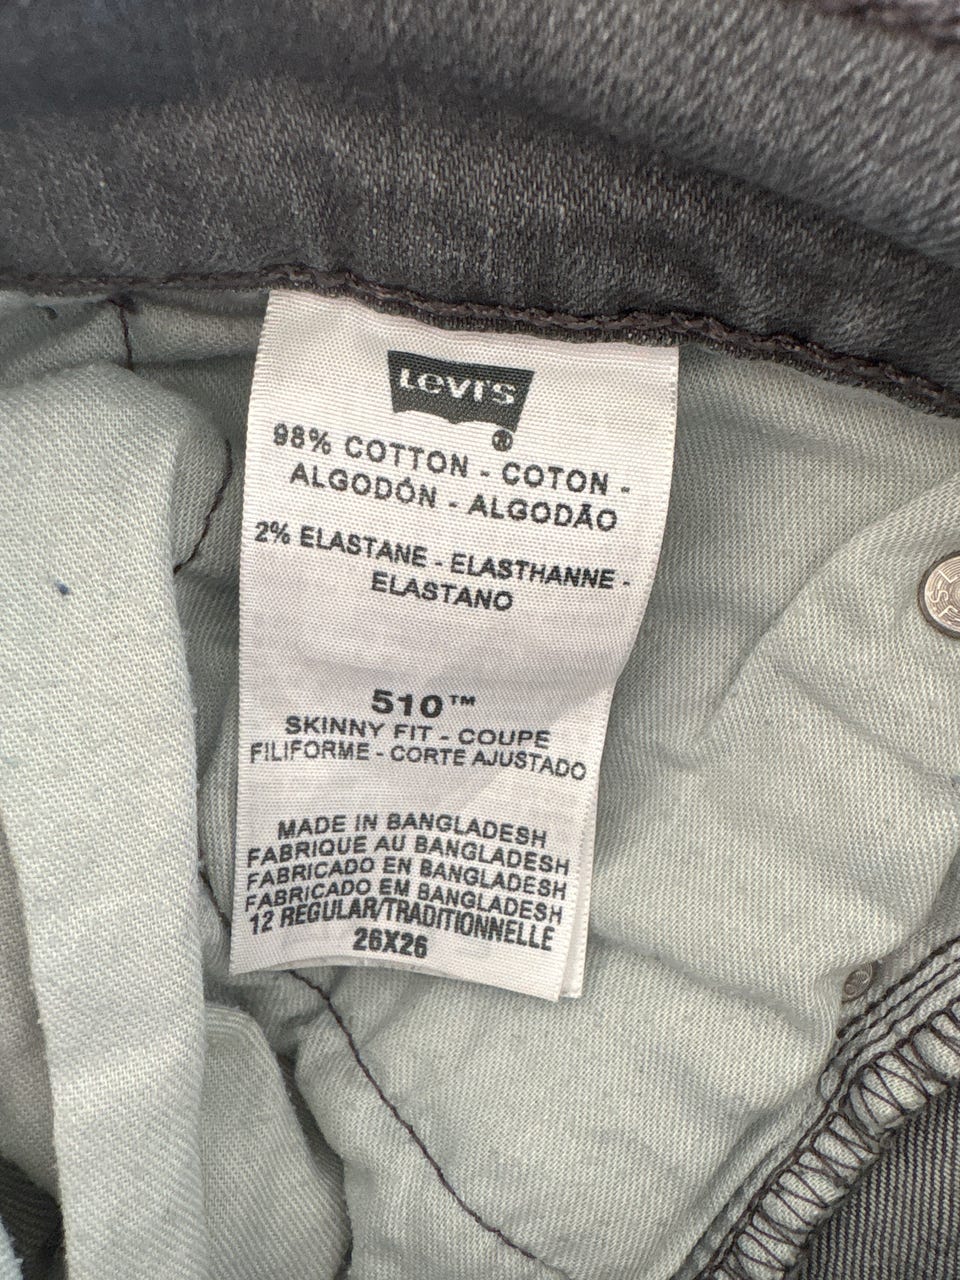 Levi's
®
98% COTTON - COTON -
ALGODÓN - ALGODÃO
2% ELASTANE - ELASTHANNE -
ELASTANO
510™
SKINNY FIT - COUPE
FILIFORME - CORTE AJUSTADO
MADE IN BANGLADESH
FABRIQUE AU BANGLADESH
FABRICADO EN BANGLADESH
FABRICADO EM BANGLADESH
12 REGULAR/TRADITIONNELLE
26X26